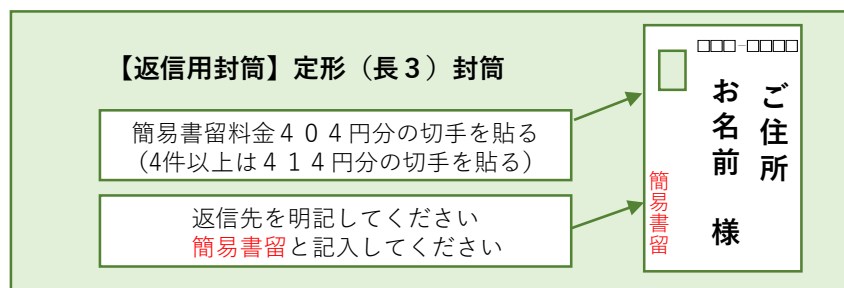 【返信用封筒】定形（長３）封筒
簡易書留料金４０４円分の切手を貼る
（4件以上は４１４円分の切手を貼る）
返信先を明記してください
簡易書留と記入してください
□□□-□□□□
ご住所
お名前　様
簡易書留